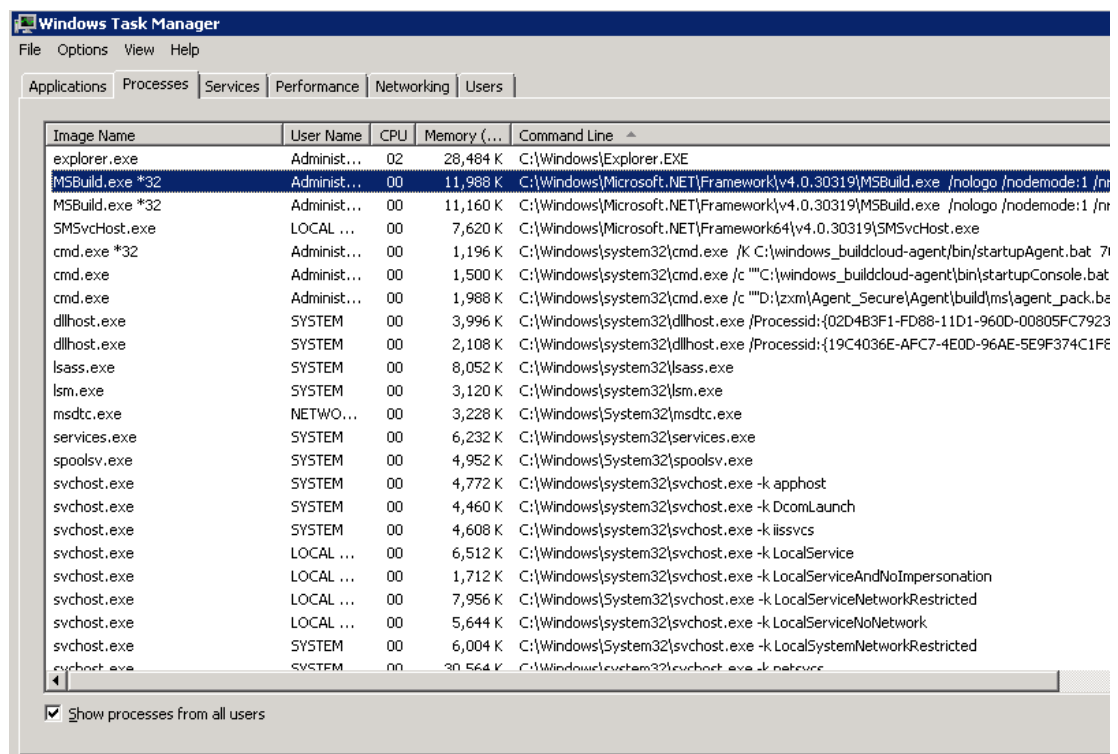 Windows Task Manager
File Options View Help
Applications Processes Services Performance Networking Users
Image Name User Name CPU Memory (... Command Line
explorer.exe Administ... 02 28,484 K C:\Windows\Explorer.EXE
MSBuild.exe *32 Administ... 00 11,988 K C:\Windows\Microsoft.NET\Framework\v4.0.30319\MSBuild.exe /nologo /nodemode:1 /nr
MSBuild.exe *32 Administ... 00 11,160 K C:\Windows\Microsoft.NET\Framework\v4.0.30319\MSBuild.exe /nologo /nodemode:1 /nr
SMSvcHost.exe LOCAL ... 00 7,620 K C:\Windows\Microsoft.NET\Framework64\v4.0.30319\SMSvcHost.exe
cmd.exe *32 Administ... 00 1,196 K C:\Windows\system32\cmd.exe /K C:\windows_buildcloud-agent/bin/startupAgent.bat 70
cmd.exe Administ... 00 1,500 K C:\Windows\system32\cmd.exe /c ""C:\windows_buildcloud-agent\bin\startupConsole.bat
cmd.exe Administ... 00 1,988 K C:\Windows\system32\cmd.exe /c ""D:\zxm\Agent_Secure\Agent\build\ms\agent_pack.ba
dllhost.exe SYSTEM 00 3,996 K C:\Windows\system32\dllhost.exe /Processid:{02D4B3F1-FD88-11D1-960D-00805FC7923
dllhost.exe SYSTEM 00 2,108 K C:\Windows\system32\dllhost.exe /Processid:{19C4036E-AFC7-4E0D-96AE-5E9F374C1F8
lsass.exe SYSTEM 00 8,052 K C:\Windows\system32\lsass.exe
lsm.exe SYSTEM 00 3,120 K C:\Windows\system32\lsm.exe
msdtc.exe NETWO... 00 3,228 K C:\Windows\System32\msdtc.exe
services.exe SYSTEM 00 6,232 K C:\Windows\system32\services.exe
spoolsv.exe SYSTEM 00 4,952 K C:\Windows\System32\spoolsv.exe
svchost.exe SYSTEM 00 4,772 K C:\Windows\system32\svchost.exe -k apphost
svchost.exe SYSTEM 00 4,460 K C:\Windows\system32\svchost.exe -k DcomLaunch
svchost.exe SYSTEM 00 4,608 K C:\Windows\system32\svchost.exe -k iissvcs
svchost.exe LOCAL ... 00 6,512 K C:\Windows\system32\svchost.exe -k LocalService
svchost.exe LOCAL ... 00 1,712 K C:\Windows\system32\svchost.exe -k LocalServiceAndNoImpersonation
svchost.exe LOCAL ... 00 7,956 K C:\Windows\System32\svchost.exe -k LocalServiceNetworkRestricted
svchost.exe LOCAL ... 00 5,644 K C:\Windows\system32\svchost.exe -k LocalServiceNoNetwork
svchost.exe SYSTEM 00 6,004 K C:\Windows\System32\svchost.exe -k LocalSystemNetworkRestricted
svchost.exe SYSTEM 00 30,564 K C:\Windows\system32\svchost.exe -k netsvcs
Show processes from all users